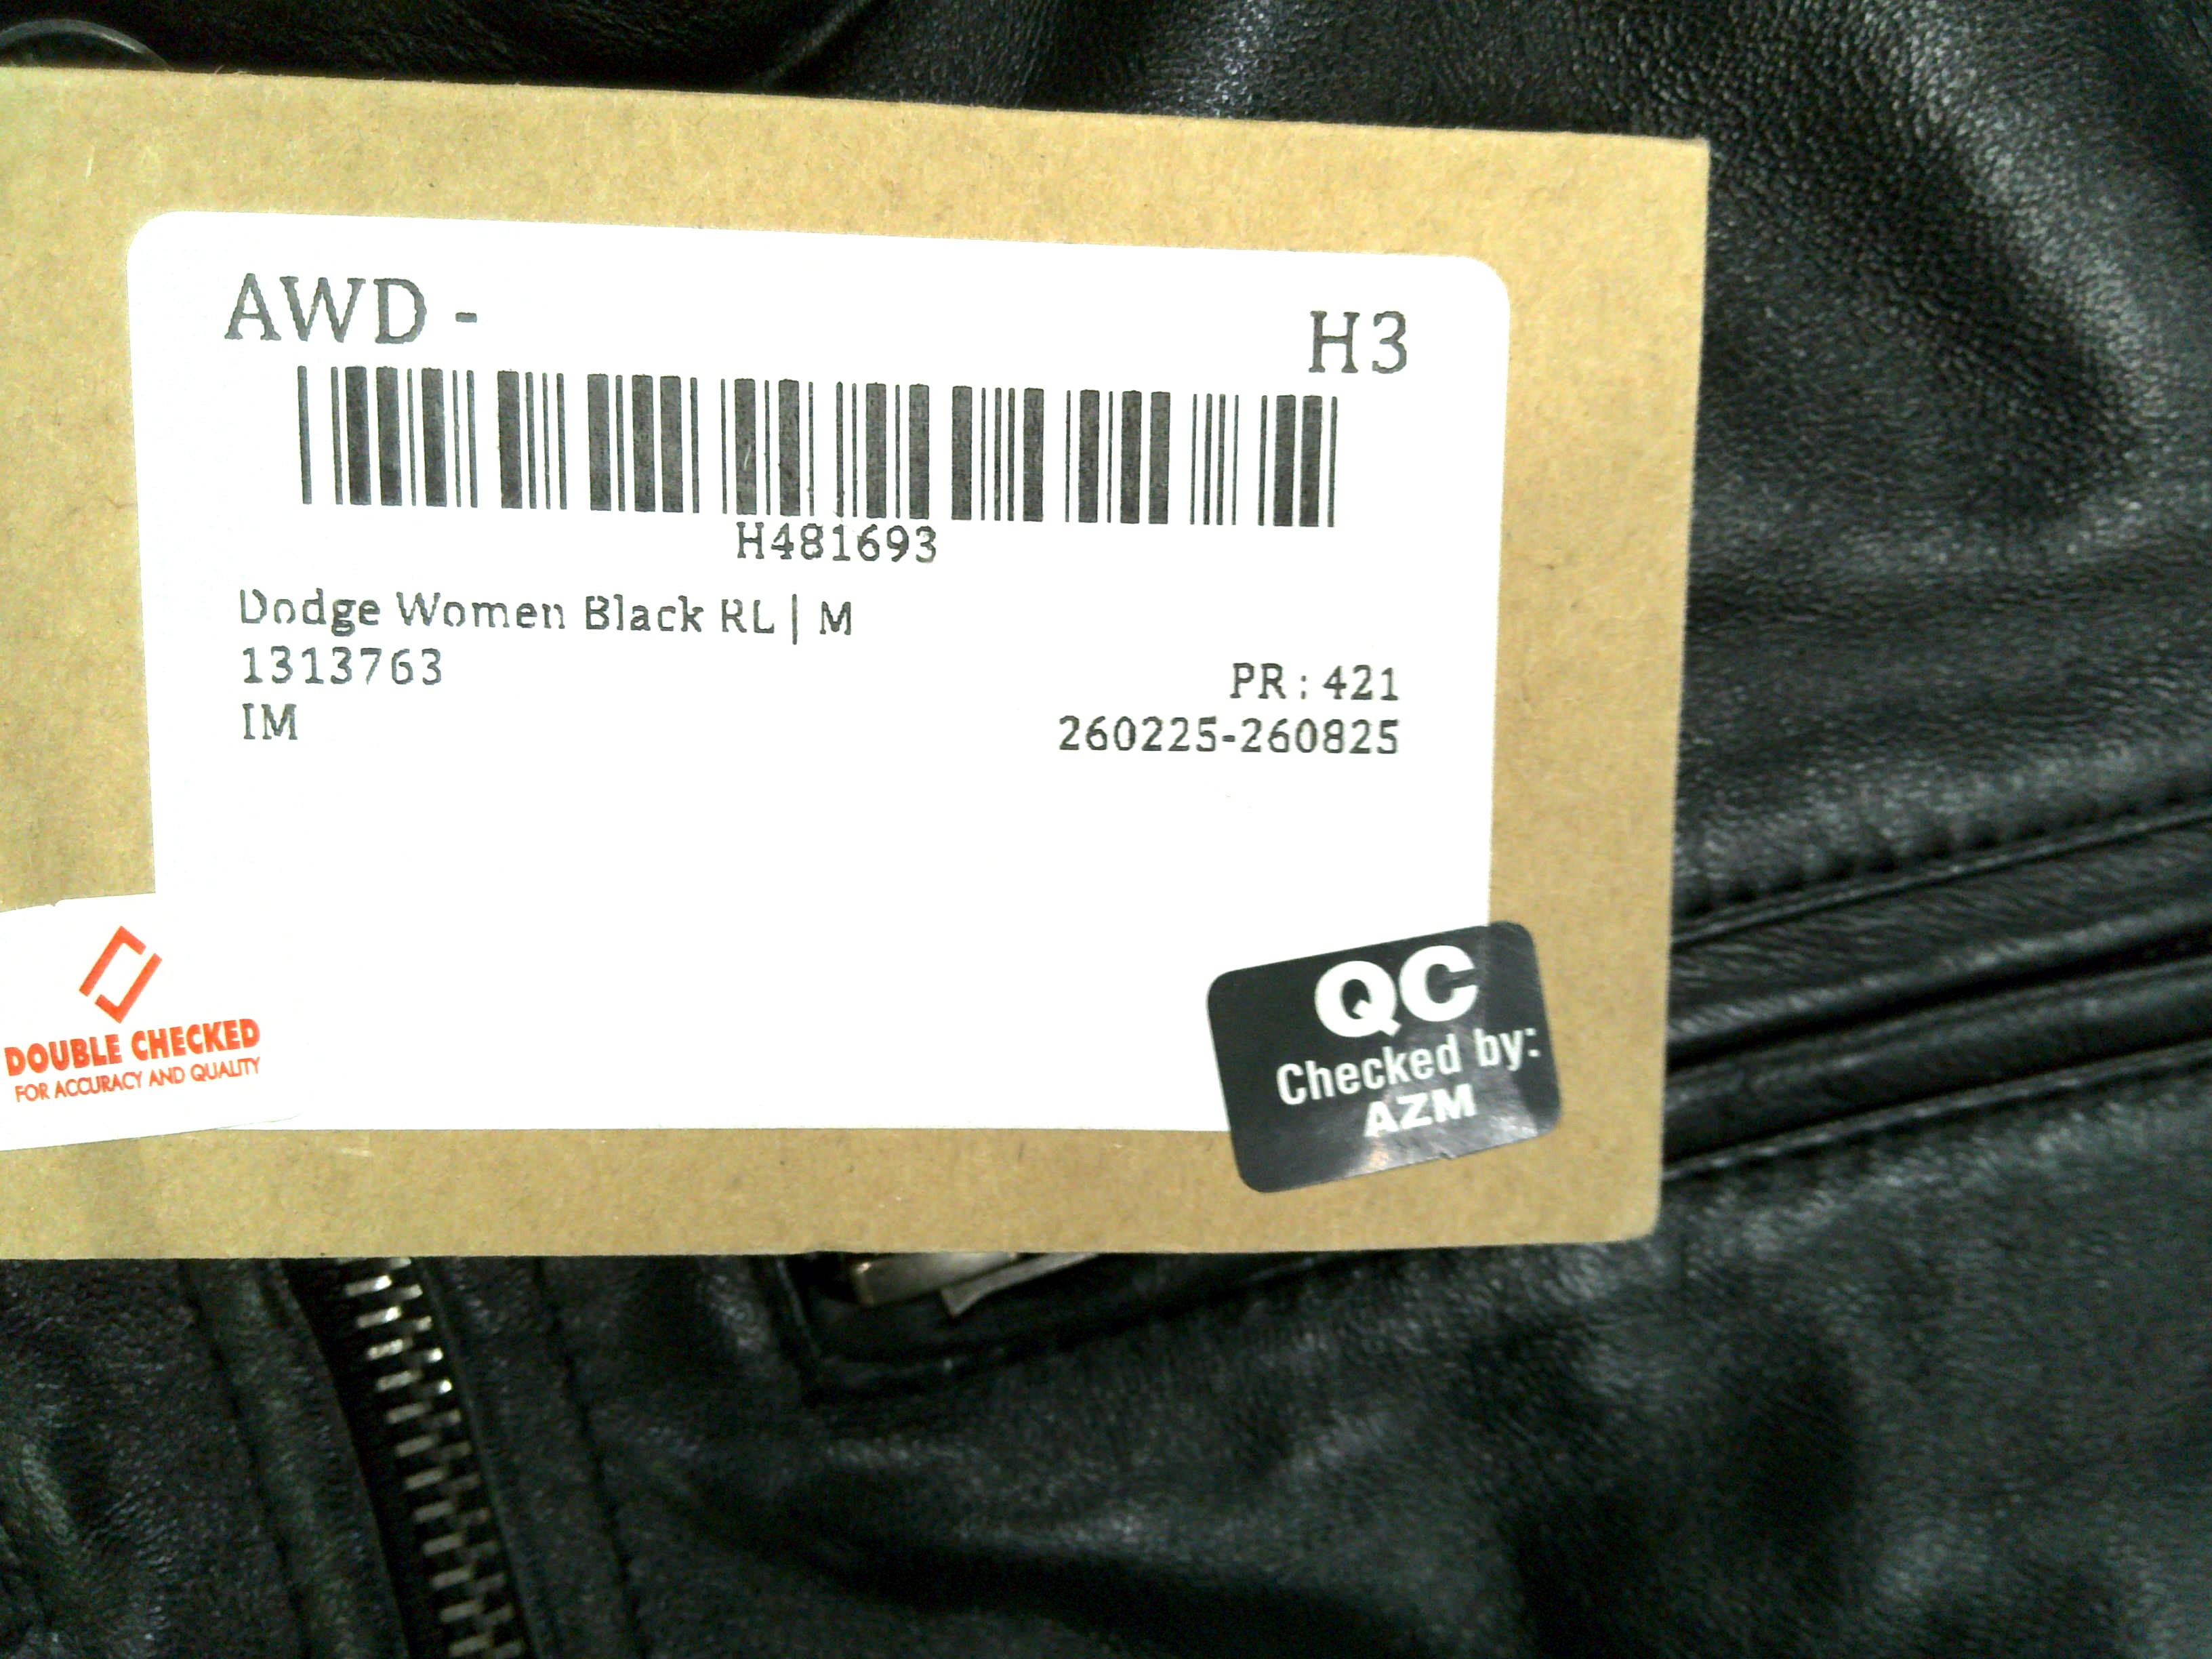 AWD - H3
H481693
Dodge Women Black RL | M
1313763
PR : 421
IM
260225-260825
DOUBLE CHECKED
FOR ACCURACY AND QUALITY
QC
Checked by:
AZM